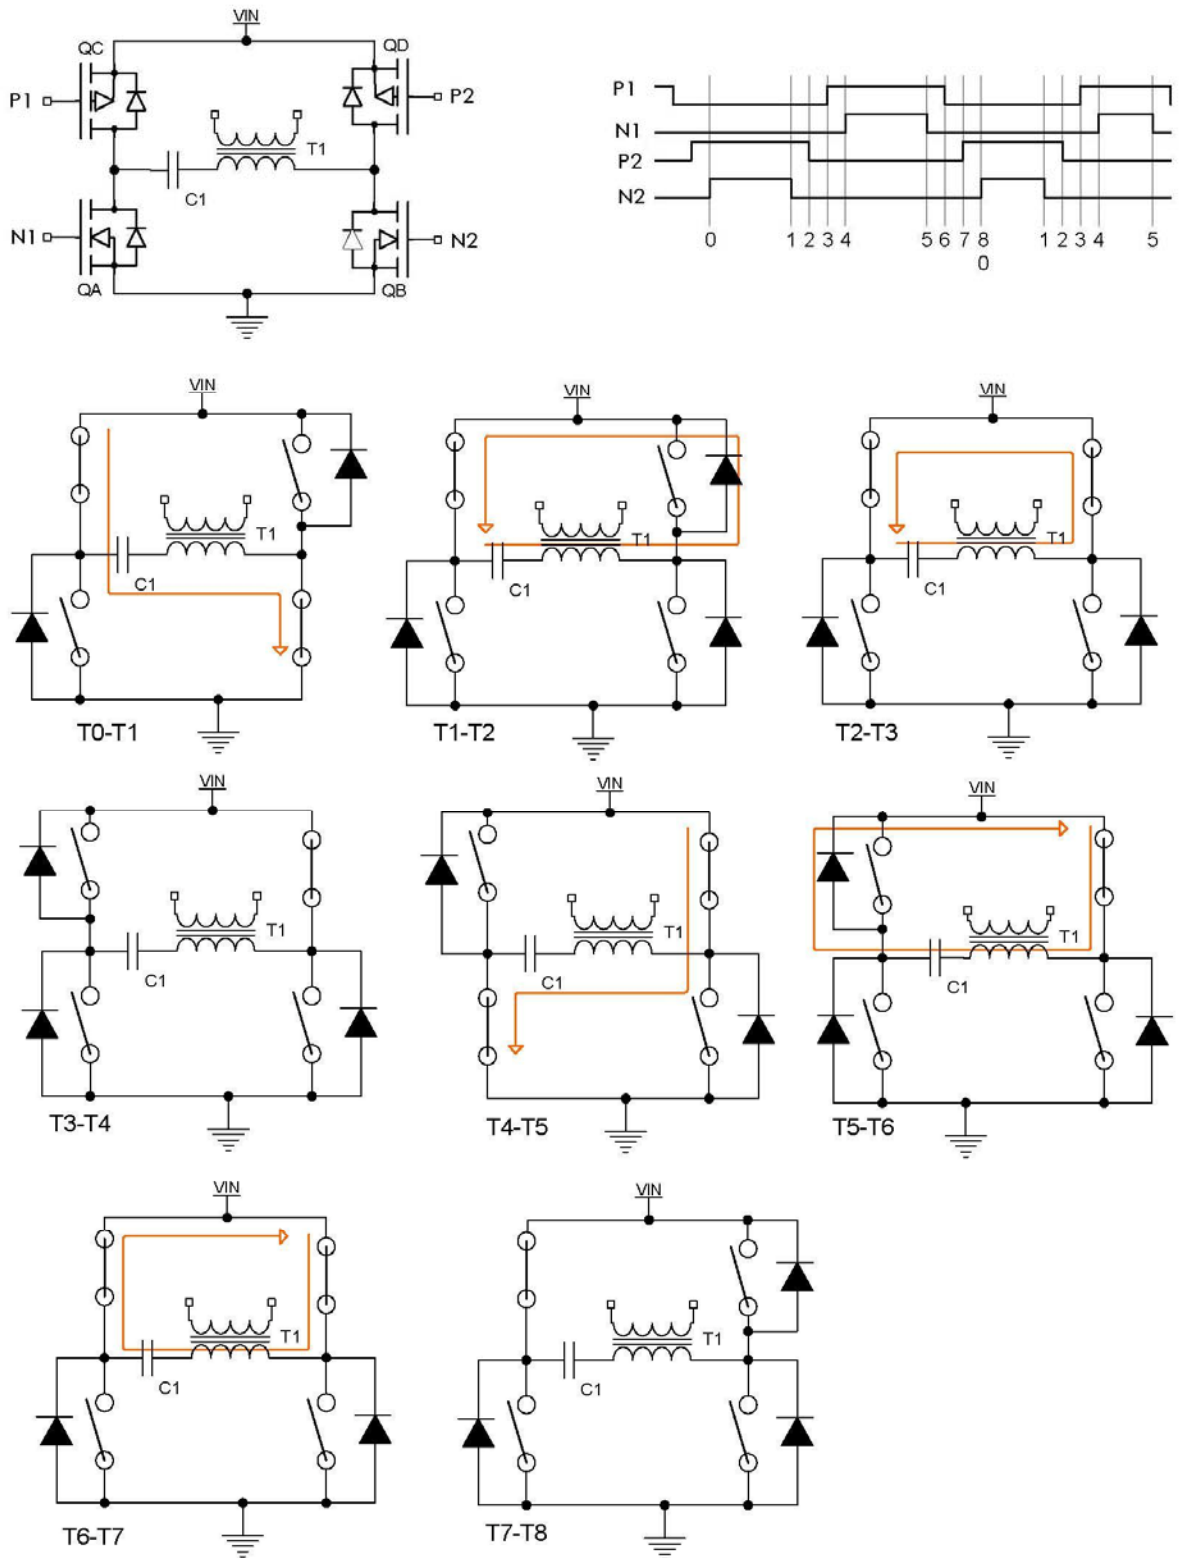 VIN
QC
QD
P1
P2
T1
C1
N1
N2
QA
QB
P1
N1
P2
N2
0 1 2 3 4 5 6 7 8 1 2 3 4 5
0
VIN
T1
C1
T0-T1
VIN
T1
C1
T1-T2
VIN
T1
C1
T2-T3
VIN
T1
C1
T3-T4
VIN
T1
C1
T4-T5
VIN
T1
C1
T5-T6
VIN
T1
C1
T6-T7
VIN
T1
C1
T7-T8